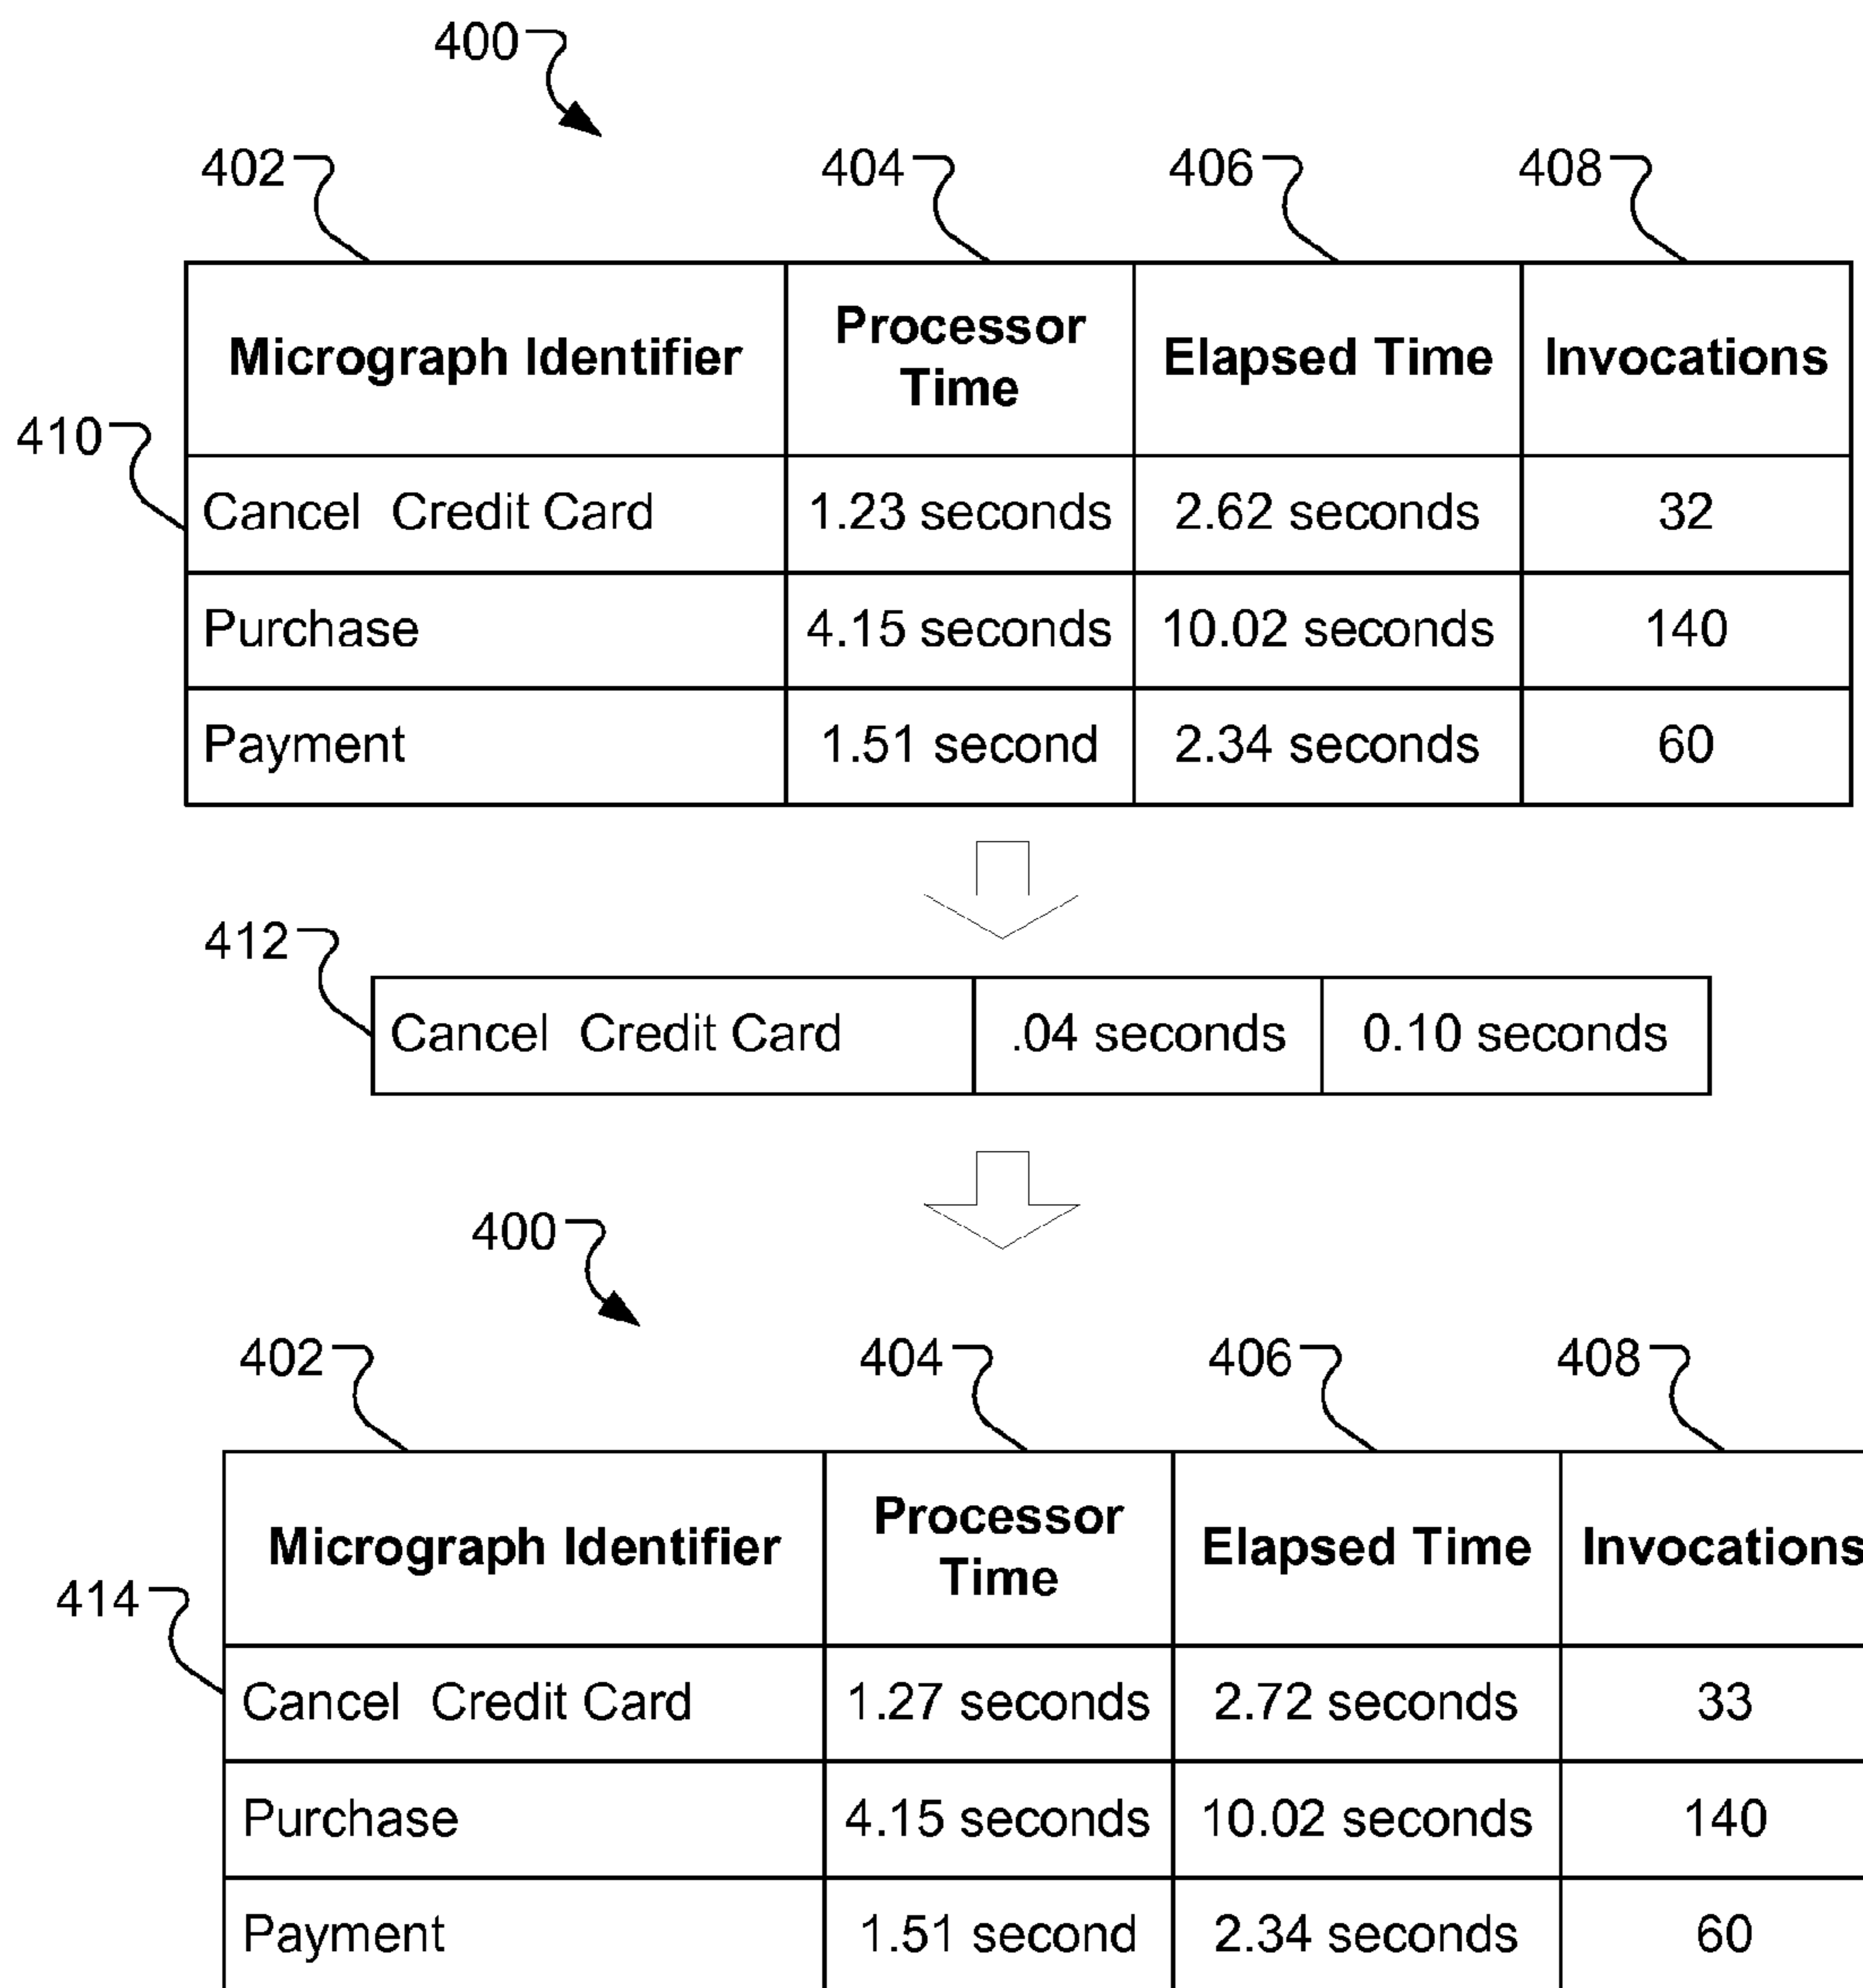 400
402 404 406 408
Micrograph Identifier Processor Time Elapsed Time Invocations
410
Cancel Credit Card 1.23 seconds 2.62 seconds 32
Purchase 4.15 seconds 10.02 seconds 140
Payment 1.51 second 2.34 seconds 60
412
Cancel Credit Card .04 seconds 0.10 seconds
400
402 404 406 408
Micrograph Identifier Processor Time Elapsed Time Invocations
414
Cancel Credit Card 1.27 seconds 2.72 seconds 33
Purchase 4.15 seconds 10.02 seconds 140
Payment 1.51 second 2.34 seconds 60